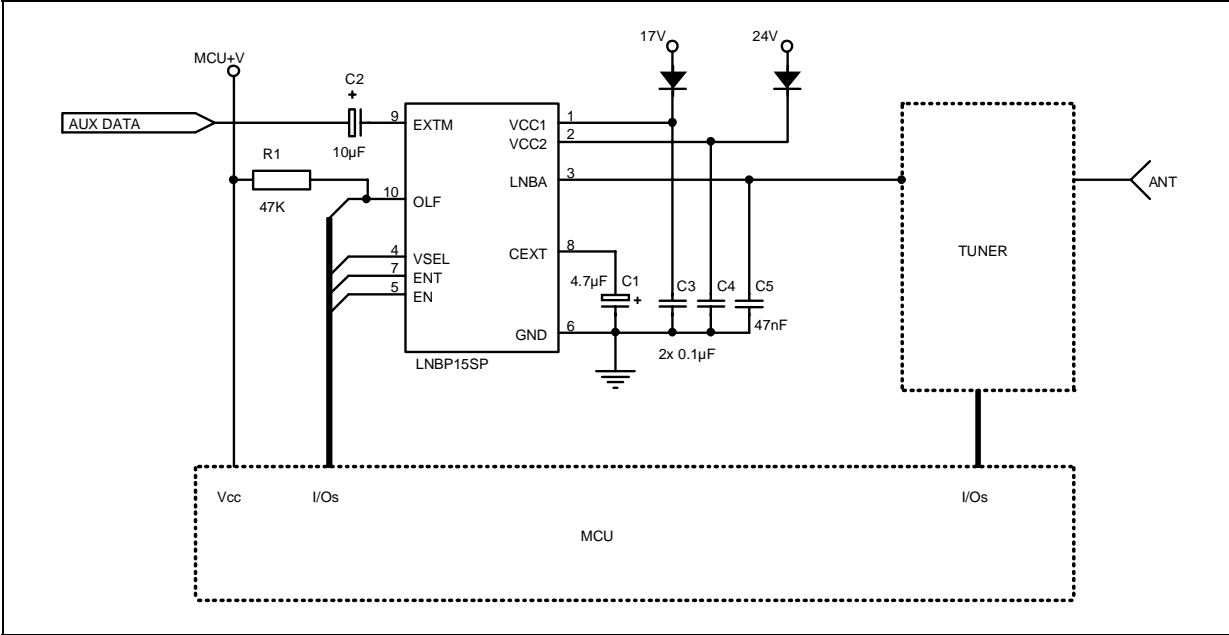 17V
24V
MCU+V
C2
+
AUX DATA
9
EXTM
VCC1
1
10µF
VCC2
2
R1
LNBA
3
ANT
47K
10
OLF
TUNER
4
VSEL
CEXT
8
7
ENT
4.7µF
C1
C3
C4
C5
5
EN
+
47nF
GND
6
2x 0.1µF
LNBP15SP
Vcc
I/Os
I/Os
MCU